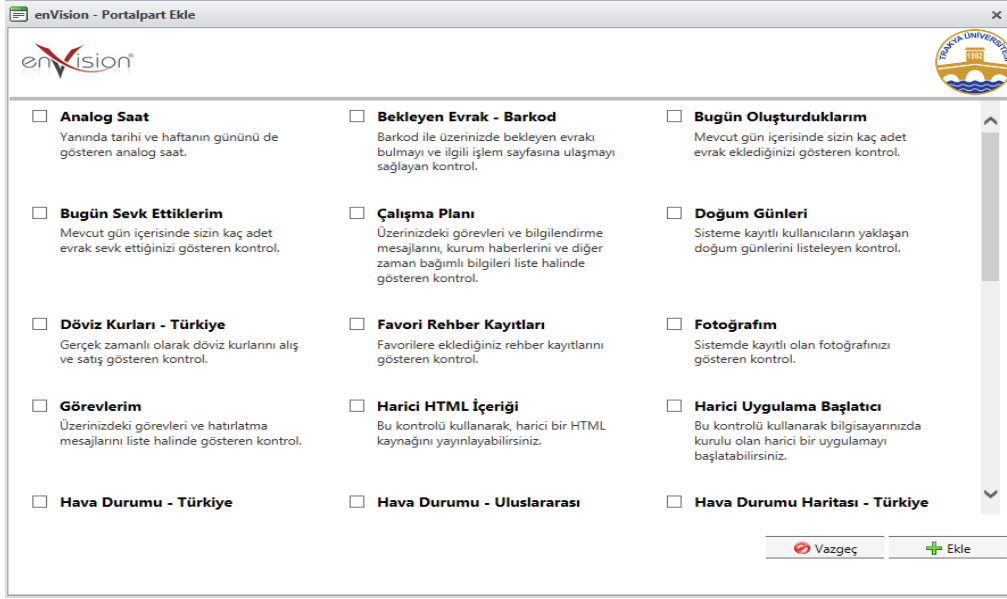 enVision - Portalpart Ekle
enVision®
TRAKYA ÜNİVERSİTESİ
1982
Analog Saat
Yanında tarihi ve haftanın gününü de
gösteren analog saat.
Bekleyen Evrak - Barkod
Barkod ile üzerinizde bekleyen evrakı
bulmayı ve ilgili işlem sayfasına ulaşmayı
sağlayan kontrol.
Bugün Oluşturduklarım
Mevcut gün içerisinde sizin kaç adet
evrak eklediğinizi gösteren kontrol.
Bugün Sevk Ettiklerim
Mevcut gün içerisinde sizin kaç adet
evrak sevk ettiğinizi gösteren kontrol.
Çalışma Planı
Üzerinizdeki görevleri ve bilgilendirme
mesajlarını, kurum haberlerini ve diğer
zaman bağımlı bilgileri liste halinde
gösteren kontrol.
Doğum Günleri
Sisteme kayıtlı kullanıcıların yaklaşan
doğum günlerini listeleyen kontrol.
Döviz Kurları - Türkiye
Gerçek zamanlı olarak döviz kurlarını alış
ve satış gösteren kontrol.
Favori Rehber Kayıtları
Favorilere eklediğiniz rehber kayıtlarını
gösteren kontrol.
Fotoğrafım
Sistemde kayıtlı olan fotoğrafınızı
gösteren kontrol.
Görevlerim
Üzerinizdeki görevleri ve hatırlatma
mesajlarını liste halinde gösteren kontrol.
Harici HTML İçeriği
Bu kontrolü kullanarak, harici bir HTML
kaynağını yayınlayabilirsiniz.
Harici Uygulama Başlatıcı
Bu kontrolü kullanarak bilgisayarınızda
kurulu olan harici bir uygulamayı
başlatabilirsiniz.
Hava Durumu - Türkiye
Hava Durumu - Uluslararası
Hava Durumu Haritası - Türkiye
Vazgeç
Ekle